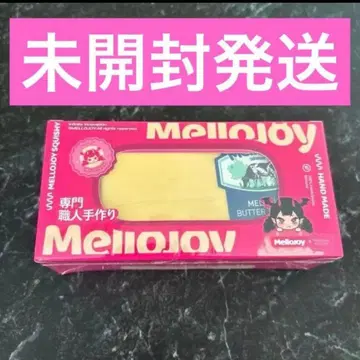 未開封発送
MellOJOY
MELLOJOY SQUISHY
HAND MADE
専門
職人手作り
MEL
BUTTER
MellOJOY
MellOJOY